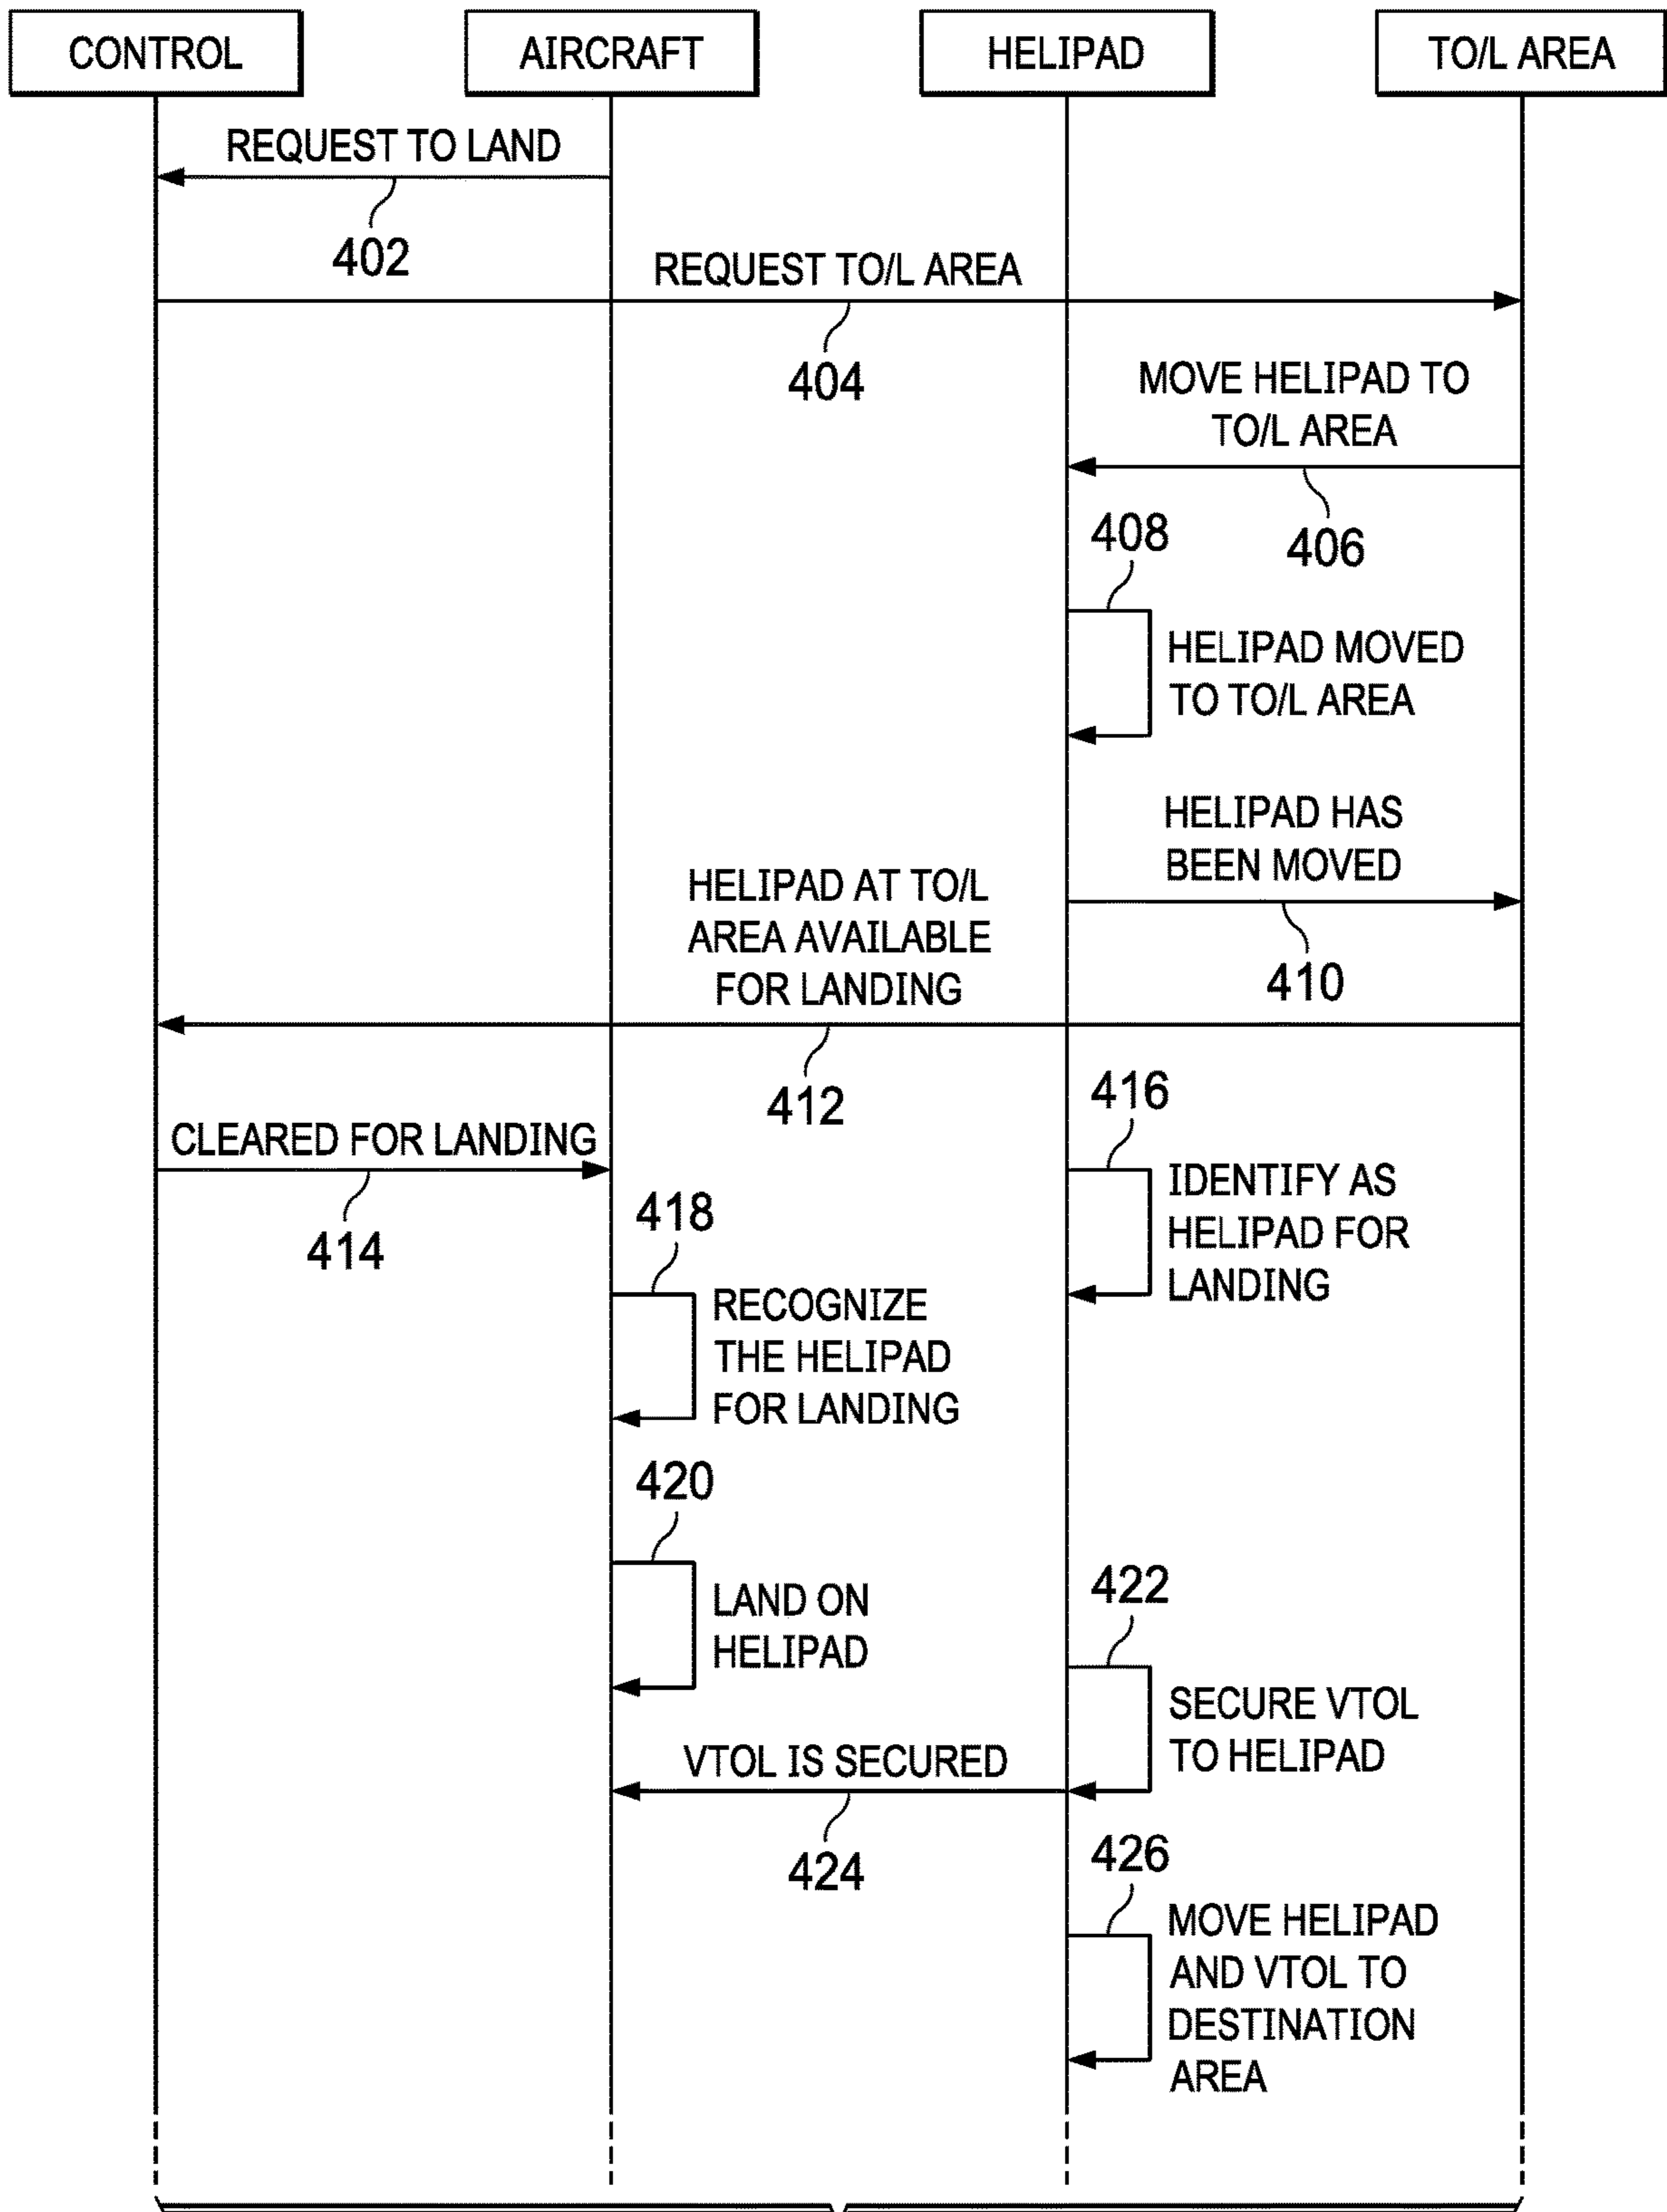 CONTROL
AIRCRAFT
HELIPAD
TO/L AREA
REQUEST TO LAND
402
REQUEST TO/L AREA
404
MOVE HELIPAD TO
TO/L AREA
406
408
HELIPAD MOVED
TO TO/L AREA
HELIPAD HAS
BEEN MOVED
410
HELIPAD AT TO/L
AREA AVAILABLE
FOR LANDING
412
CLEARED FOR LANDING
414
416
IDENTIFY AS
HELIPAD FOR
LANDING
418
RECOGNIZE
THE HELIPAD
FOR LANDING
420
LAND ON
HELIPAD
422
SECURE VTOL
TO HELIPAD
VTOL IS SECURED
424
426
MOVE HELIPAD
AND VTOL TO
DESTINATION
AREA